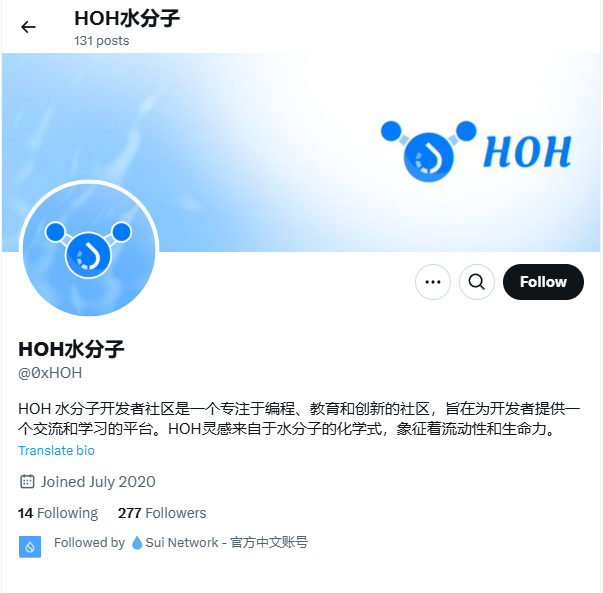 HOH水分子
131 posts
HOH
Follow
HOH水分子
@0xHOH
HOH 水分子开发者社区是一个专注于编程、教育和创新的社区，旨在为开发者提供一
个交流和学习的平台。HOH灵感来自于水分子的化学式，象征着流动性和生命力。
Translate bio
Joined July 2020
14 Following 277 Followers
Followed by 💧Sui Network - 官方中文账号